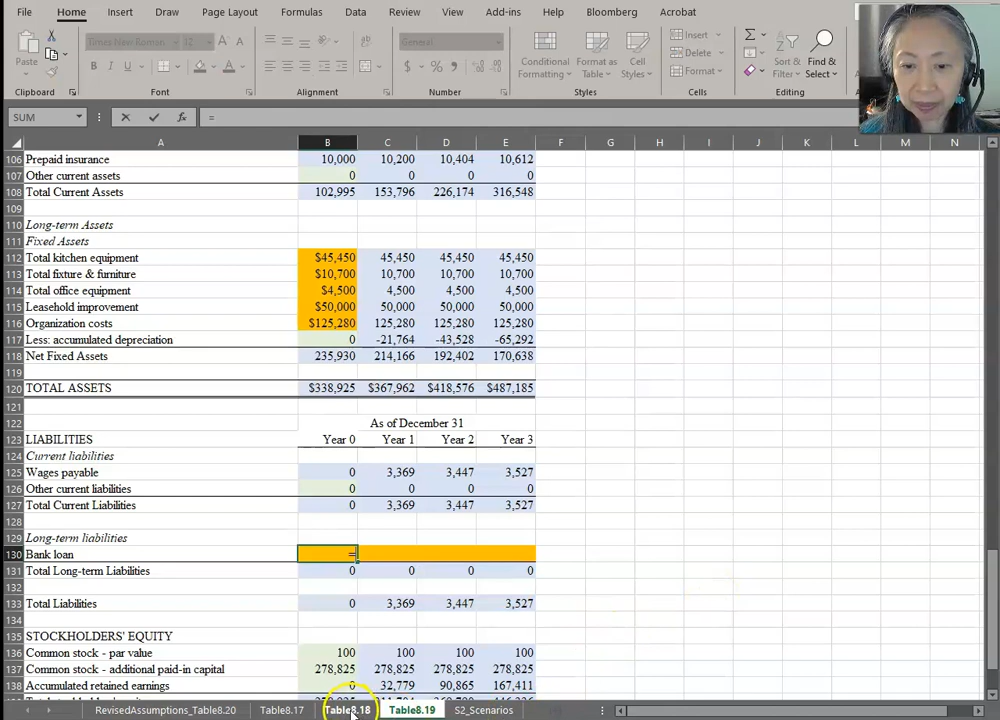 File Home Insert Draw Page Layout Formulas Data Review View Add-ins Help Bloomberg Acrobat
Paste Times New Roman 12 General Conditional Formatting Format as Table Cell Styles Insert Delete Format Sort & Filter Find & Select
Clipboard Font Alignment Number Styles Cells Editing
SUM =
A B C D E F G H I J K L M N
106 Prepaid insurance 10,000 10,200 10,404 10,612
107 Other current assets 0 0 0 0
108 Total Current Assets 102,995 153,796 226,174 316,548
109
110 Long-term Assets
111 Fixed Assets
112 Total kitchen equipment $45,450 45,450 45,450 45,450
113 Total fixture & furniture $10,700 10,700 10,700 10,700
114 Total office equipment $4,500 4,500 4,500 4,500
115 Leasehold improvement $50,000 50,000 50,000 50,000
116 Organization costs $125,280 125,280 125,280 125,280
117 Less: accumulated depreciation 0 -21,764 -43,528 -65,292
118 Net Fixed Assets 235,930 214,166 192,402 170,638
119
120 TOTAL ASSETS $338,925 $367,962 $418,576 $487,185
121
122 As of December 31
123 LIABILITIES Year 0 Year 1 Year 2 Year 3
124 Current liabilities
125 Wages payable 0 3,369 3,447 3,527
126 Other current liabilities 0 0 0 0
127 Total Current Liabilities 0 3,369 3,447 3,527
128
129 Long-term liabilities
130 Bank loan =
131 Total Long-term Liabilities 0 0 0 0
132
133 Total Liabilities 0 3,369 3,447 3,527
134
135 STOCKHOLDERS' EQUITY
136 Common stock - par value 100 100 100 100
137 Common stock - additional paid-in capital 278,825 278,825 278,825 278,825
138 Accumulated retained earnings 0 32,779 90,865 167,411
RevisedAssumptions_Table8.20 Table8.17 Table8.18 Table8.19 S2_Scenarios